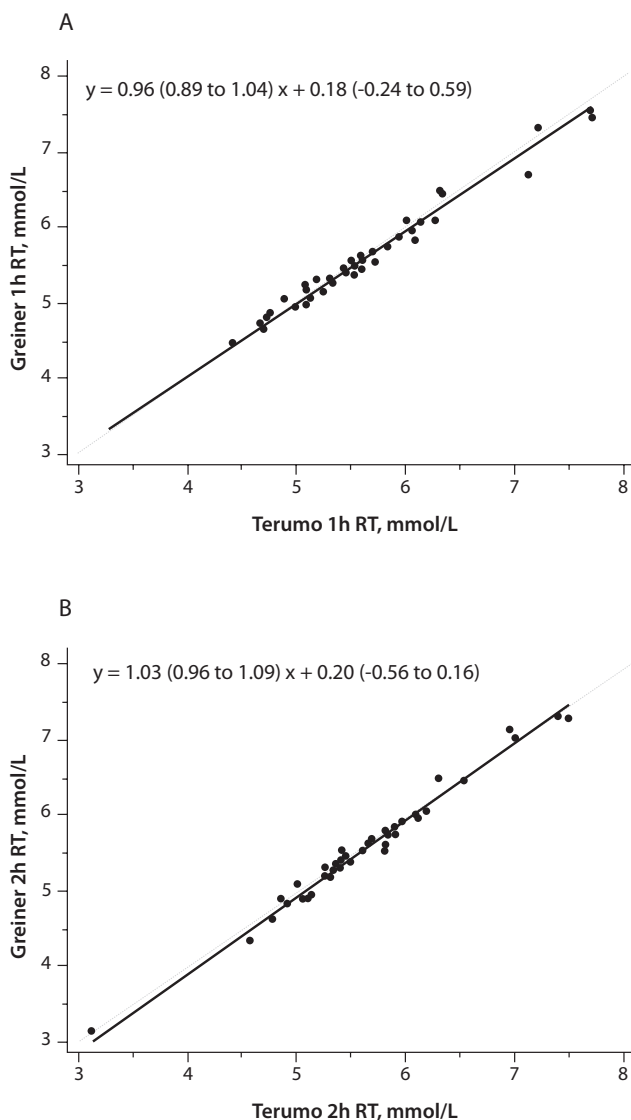 A
8
y = 0.96 (0.89 to 1.04) x + 0.18 (-0.24 to 0.59)
7
6
5
4
3
Greiner 1h RT, mmol/L
3 4 5 6 7 8
Terumo 1h RT, mmol/L
B
8
y = 1.03 (0.96 to 1.09) x + 0.20 (-0.56 to 0.16)
7
6
5
4
3
Greiner 2h RT, mmol/L
3 4 5 6 7 8
Terumo 2h RT, mmol/L